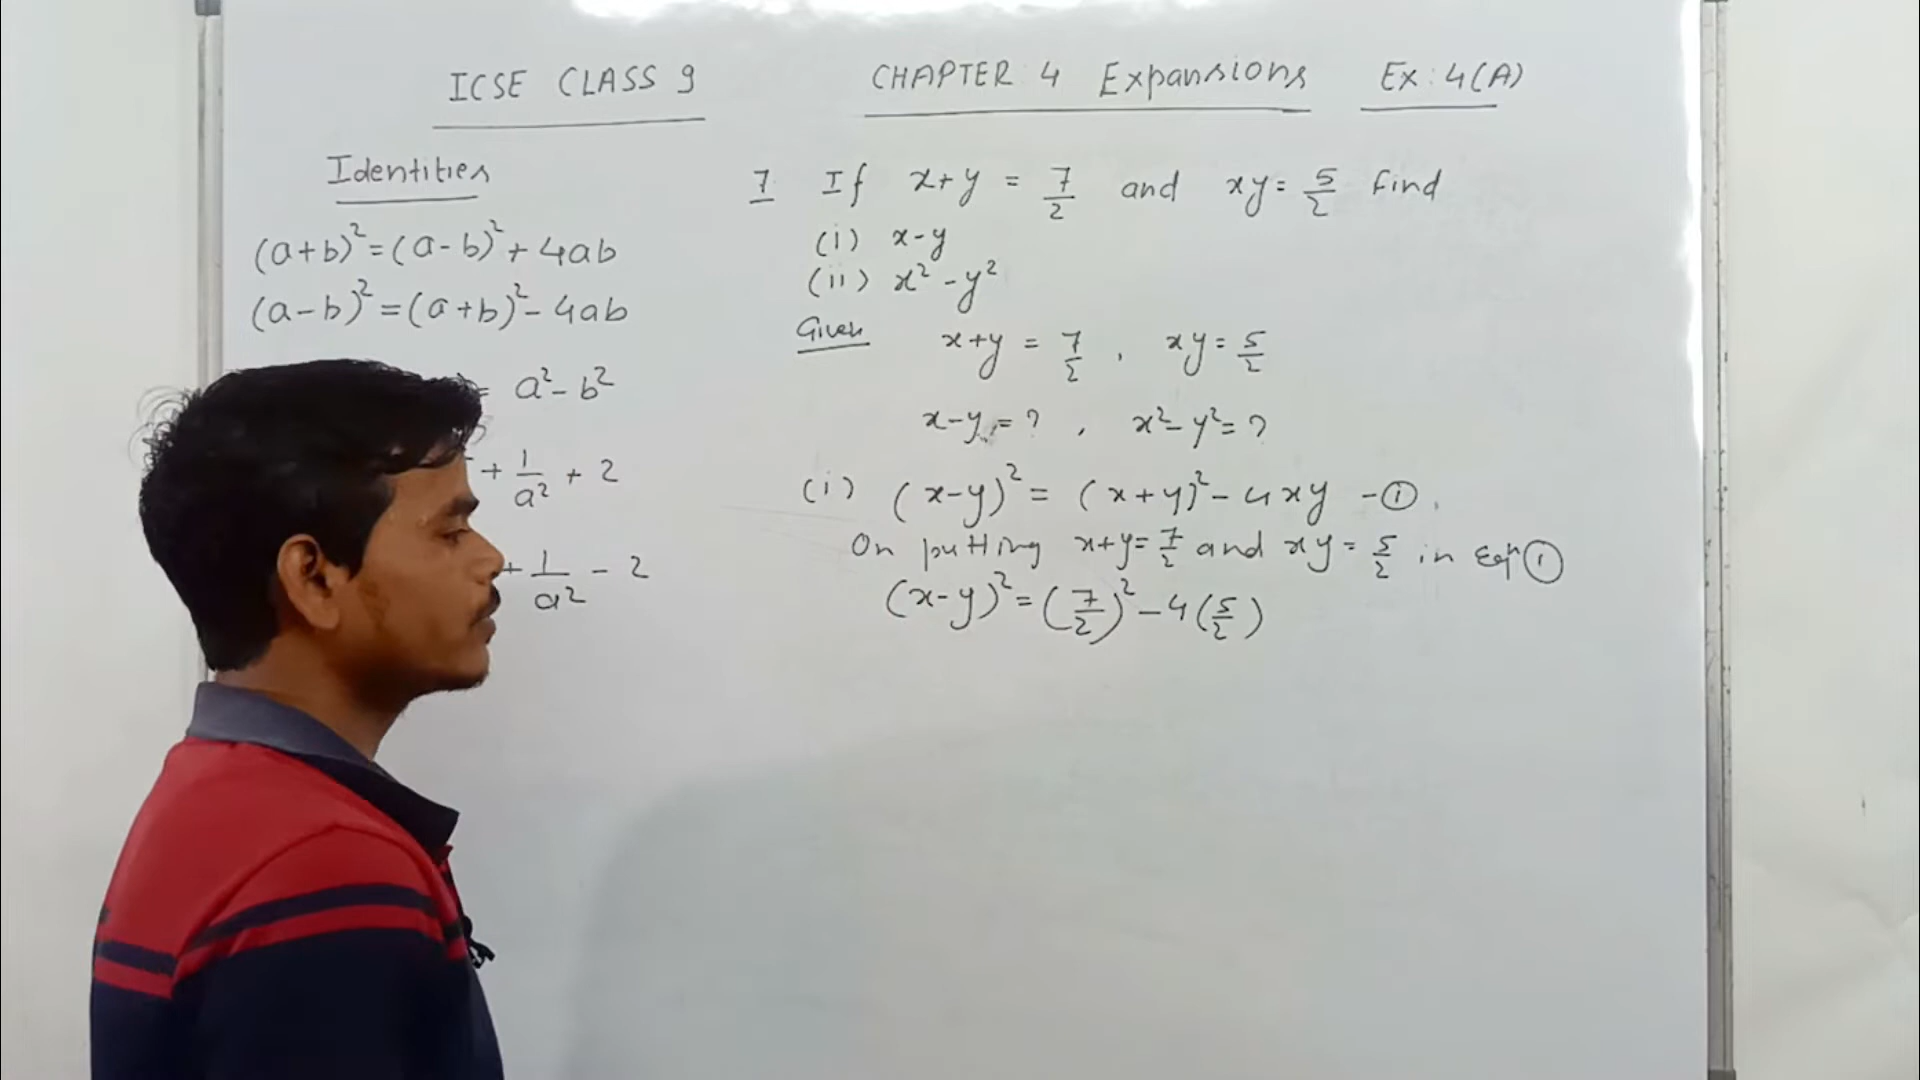 ICSE CLASS 9 CHAPTER 4 Expansions Ex: 4(A)
Identities
(a+b)² = (a-b)² + 4ab
(a-b)² = (a+b)² - 4ab
= a² - b²
+ 1/a² + 2
+ 1/a² - 2
7 If x+y = 7/2 and xy = 5/2 find
(i) x-y
(ii) x² - y²
Given x+y = 7/2 , xy = 5/2
x-y = ? , x² - y² = ?
(i) (x-y)² = (x+y)² - 4xy -①
On putting x+y = 7/2 and xy = 5/2 in Eqⁿ ①
(x-y)² = (7/2)² - 4(5/2)